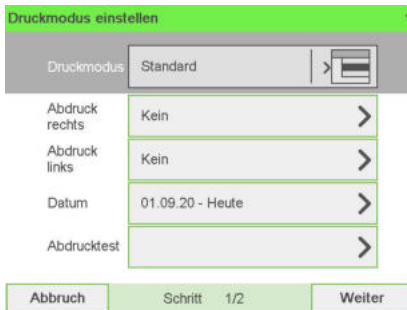 Druckmodus einstellen
Druckmodus Standard
Abdruck
rechts
Kein
Abdruck
links
Kein
Datum 01.09.20 - Heute
Abdrucktest
Abbruch Schritt 1/2 Weiter